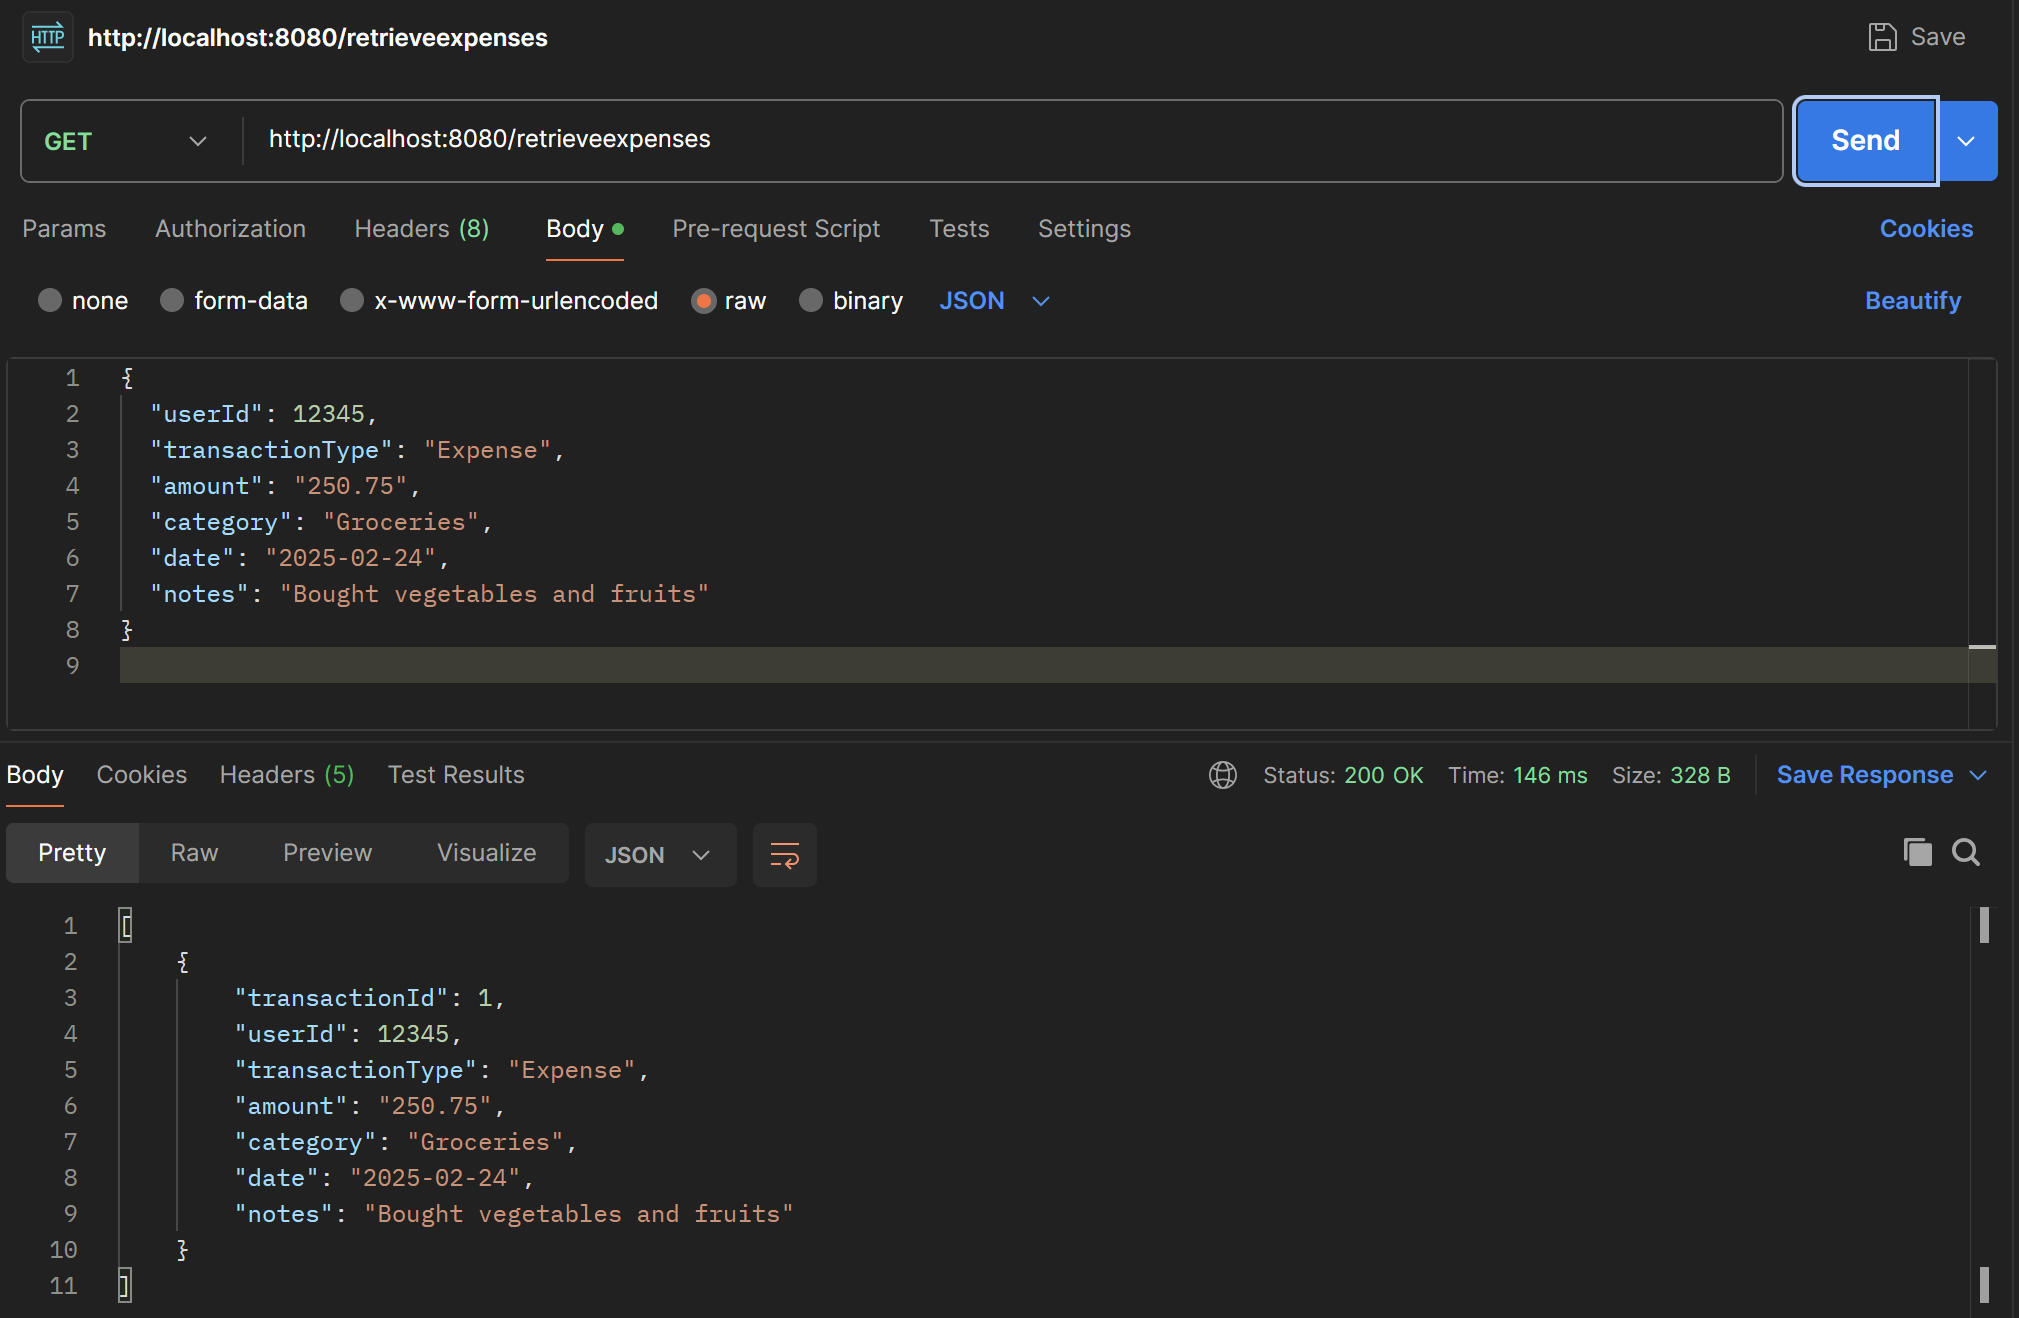 HTTP http://localhost:8080/retrieveexpenses Save
GET http://localhost:8080/retrieveexpenses Send
Params Authorization Headers (8) Body Pre-request Script Tests Settings Cookies
none form-data x-www-form-urlencoded raw binary JSON Beautify
1 {
2 "userId": 12345,
3 "transactionType": "Expense",
4 "amount": "250.75",
5 "category": "Groceries",
6 "date": "2025-02-24",
7 "notes": "Bought vegetables and fruits"
8 }
9
Body Cookies Headers (5) Test Results Status: 200 OK Time: 146 ms Size: 328 B Save Response
Pretty Raw Preview Visualize JSON
1 [
2 {
3 "transactionId": 1,
4 "userId": 12345,
5 "transactionType": "Expense",
6 "amount": "250.75",
7 "category": "Groceries",
8 "date": "2025-02-24",
9 "notes": "Bought vegetables and fruits"
10 }
11 ]